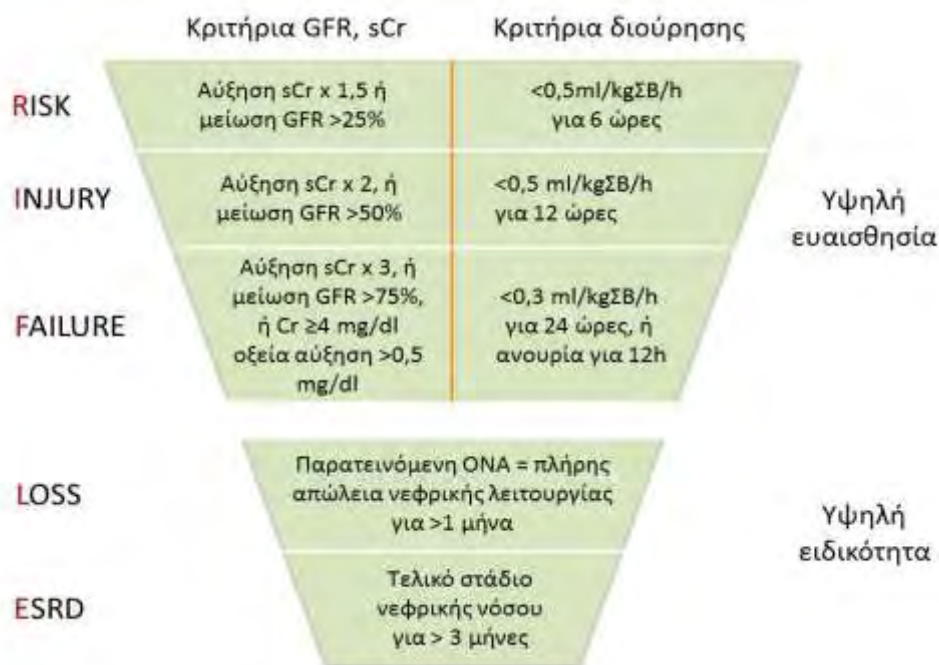 Κριτήρια GFR, sCr
Κριτήρια διούρησης
RISK
Αύξηση sCr x 1,5 ή
μείωση GFR >25%
<0,5ml/kgΣΒ/h
για 6 ώρες
INJURY
Αύξηση sCr x 2, ή
μείωση GFR >50%
<0,5 ml/kgΣΒ/h
για 12 ώρες
Υψηλή
ευαισθησία
FAILURE
Αύξηση sCr x 3, ή
μείωση GFR >75%,
ή Cr ≥4 mg/dl
οξεία αύξηση >0,5
mg/dl
<0,3 ml/kgΣΒ/h
για 24 ώρες, ή
ανουρία για 12h
LOSS
Παρατεινόμενη ΟΝΑ = πλήρης
απώλεια νεφρικής λειτουργίας
για >1 μήνα
Υψηλή
ειδικότητα
ESRD
Τελικό στάδιο
νεφρικής νόσου
για > 3 μήνες